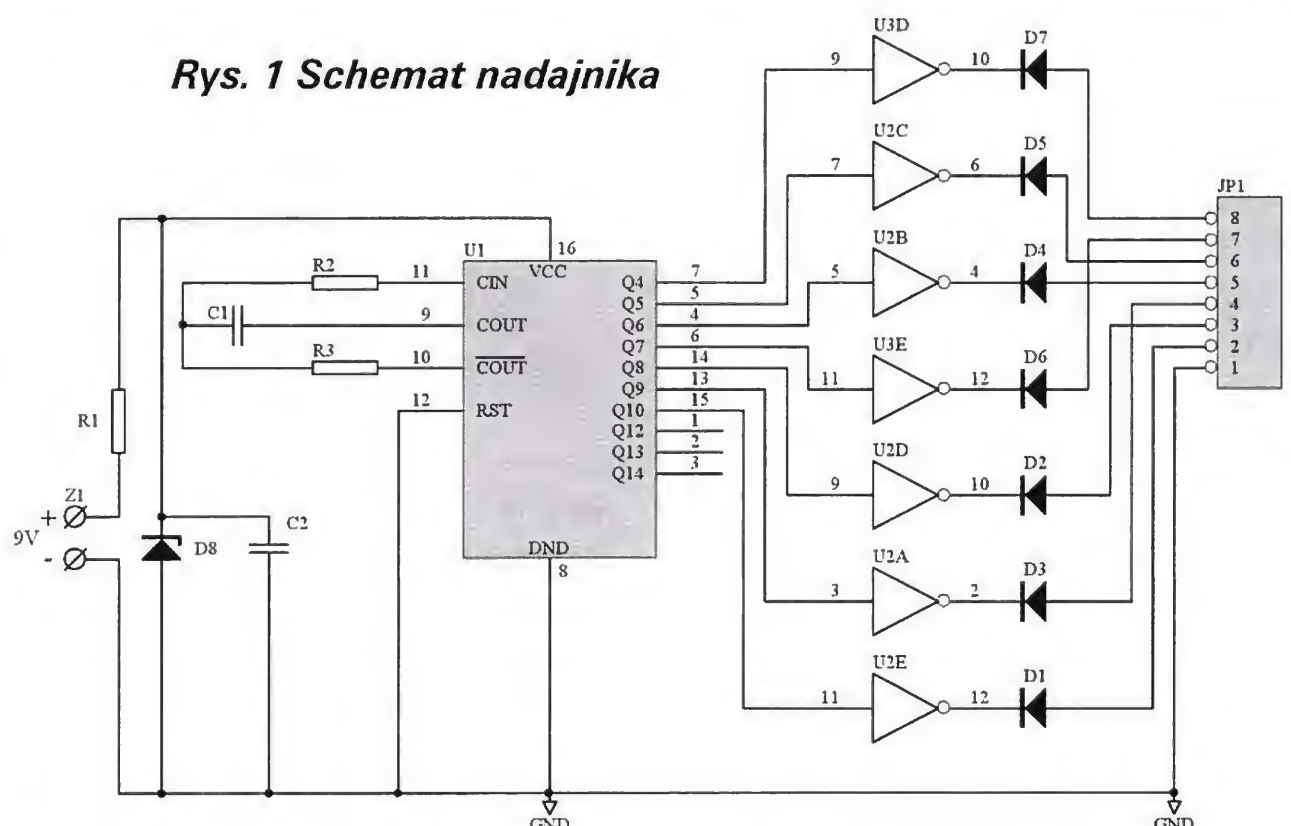 Rys. 1 Schemat nadajnika
U3D
9
10
D7
U2C
7
6
D5
U2B
5
4
D4
U3E
11
12
D6
U2D
9
10
D2
U2A
3
2
D3
U2E
11
12
D1
JP1
8
7
6
5
4
3
2
1
U1
16
VCC
R2
11
CIN
C1
9
COUT
R3
10
COUT
12
RST
Q4
7
Q5
5
Q6
4
Q7
6
Q8
14
Q9
13
Q10
15
Q12
1
Q13
2
Q14
3
DND
8
R1
Z1
+
9V
-
D8
C2
GND
GND